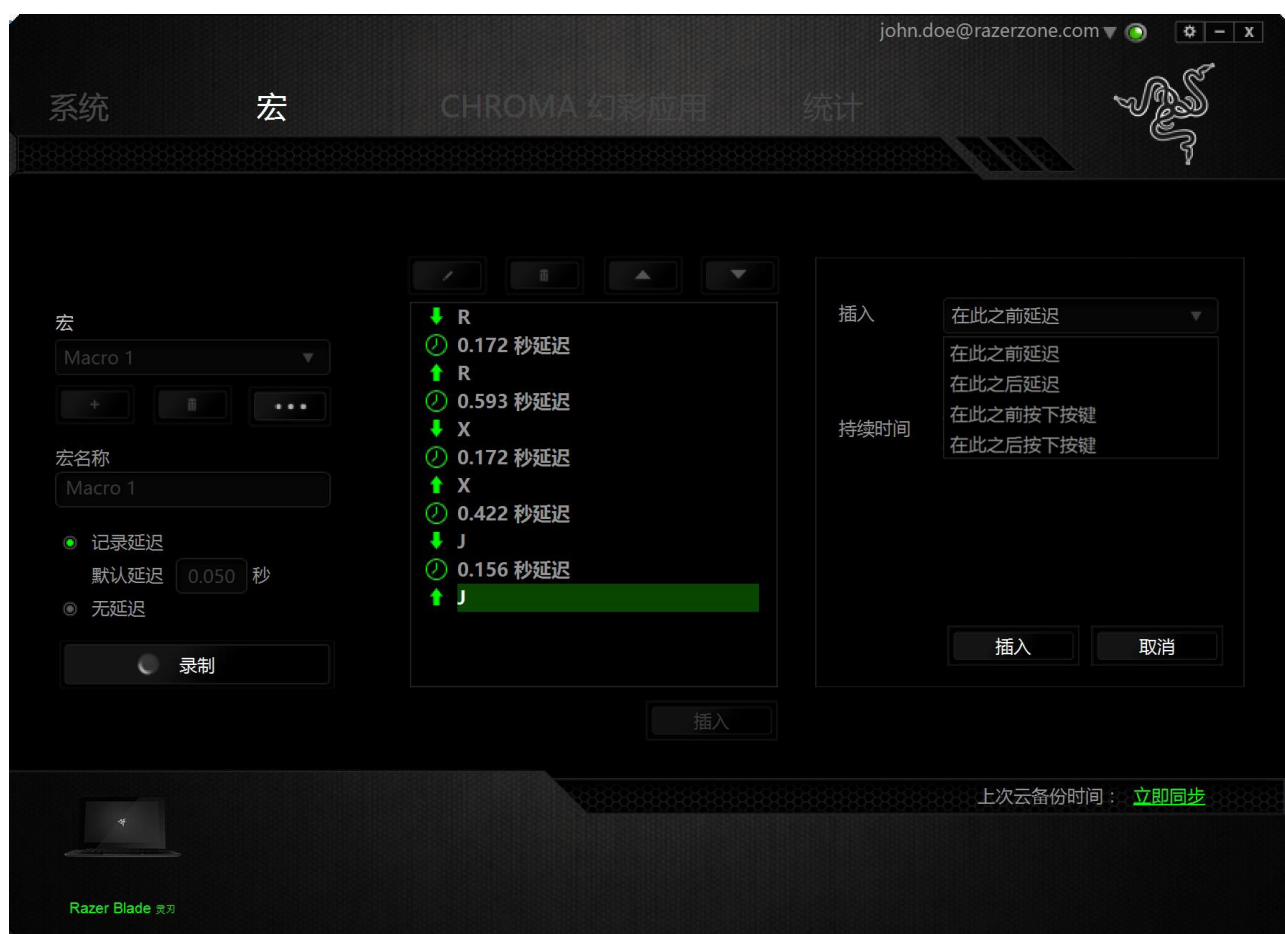 john.doe@razerzone.com
系统 宏 CHROMA 幻彩应用 统计
宏
Macro 1
宏名称
Macro 1
记录延迟
默认延迟 0.050 秒
无延迟
录制
R
0.172 秒延迟
R
0.593 秒延迟
X
0.172 秒延迟
X
0.422 秒延迟
J
0.156 秒延迟
J
插入
插入 在此之前延迟
在此之前延迟
在此之后延迟
在此之前按下按键
在此之后按下按键
持续时间
插入 取消
上次云备份时间： 立即同步
Razer Blade 灵刃